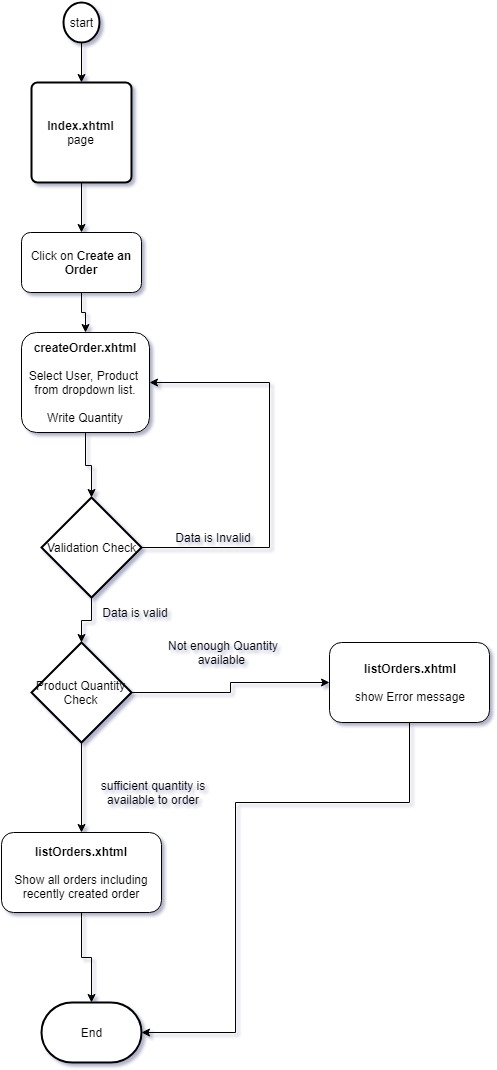 start
Index.xhtml
page
Click on Create an
Order
createOrder.xhtml
Select User, Product
from dropdown list.
Write Quantity
Validation Check
Data is Invalid
Data is valid
Product Quantity
Check
Not enough Quantity
available
listOrders.xhtml
show Error message
sufficient quantity is
available to order
listOrders.xhtml
Show all orders including
recently created order
End